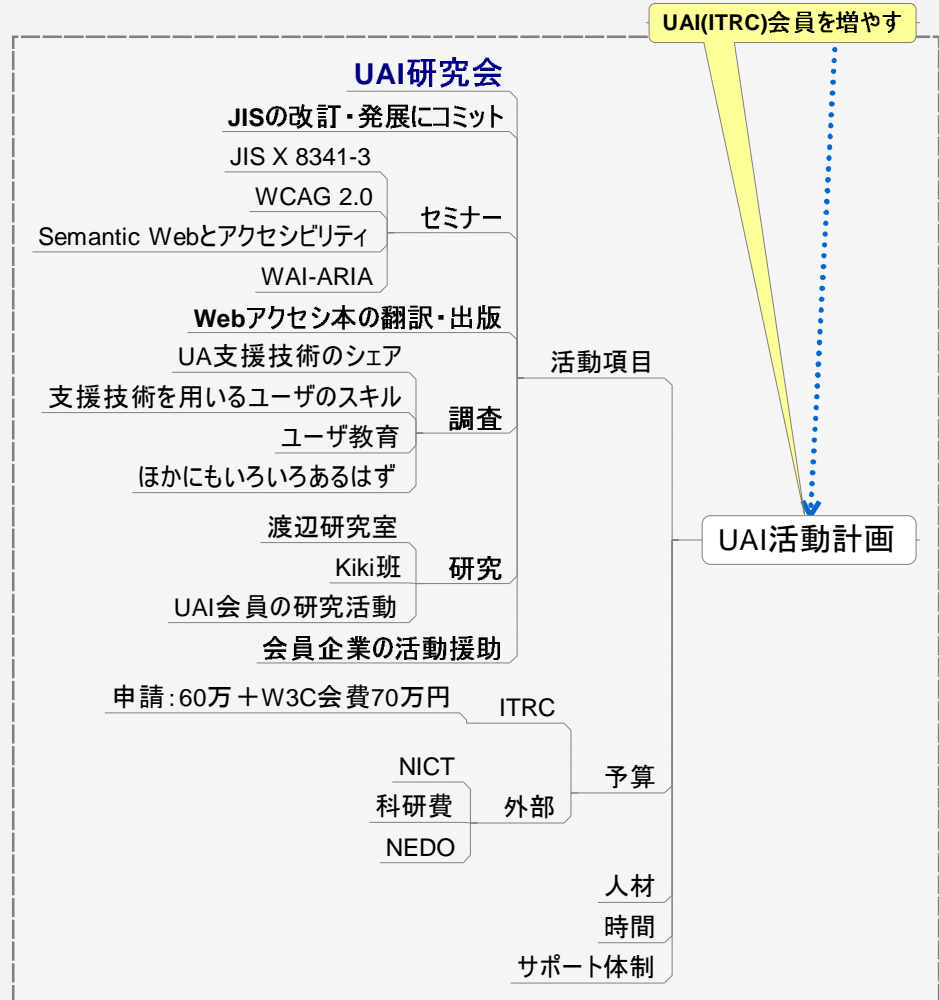 UAI(ITRC)会員を増やす
UAI研究会
JISの改訂・発展にコミット
JIS X 8341-3
WCAG 2.0
セミナー
Semantic Webとアクセシビリティ
WAI-ARIA
Webアクセシ本の翻訳・出版
UA支援技術のシェア
活動項目
支援技術を用いるユーザのスキル
調査
ユーザ教育
ほかにもいろいろあるはず
渡辺研究室
UAI活動計画
Kiki班
研究
UAI会員の研究活動
会員企業の活動援助
申請:60万+W3C会費70万円
ITRC
NICT
予算
科研費
外部
NEDO
人材
時間
サポート体制